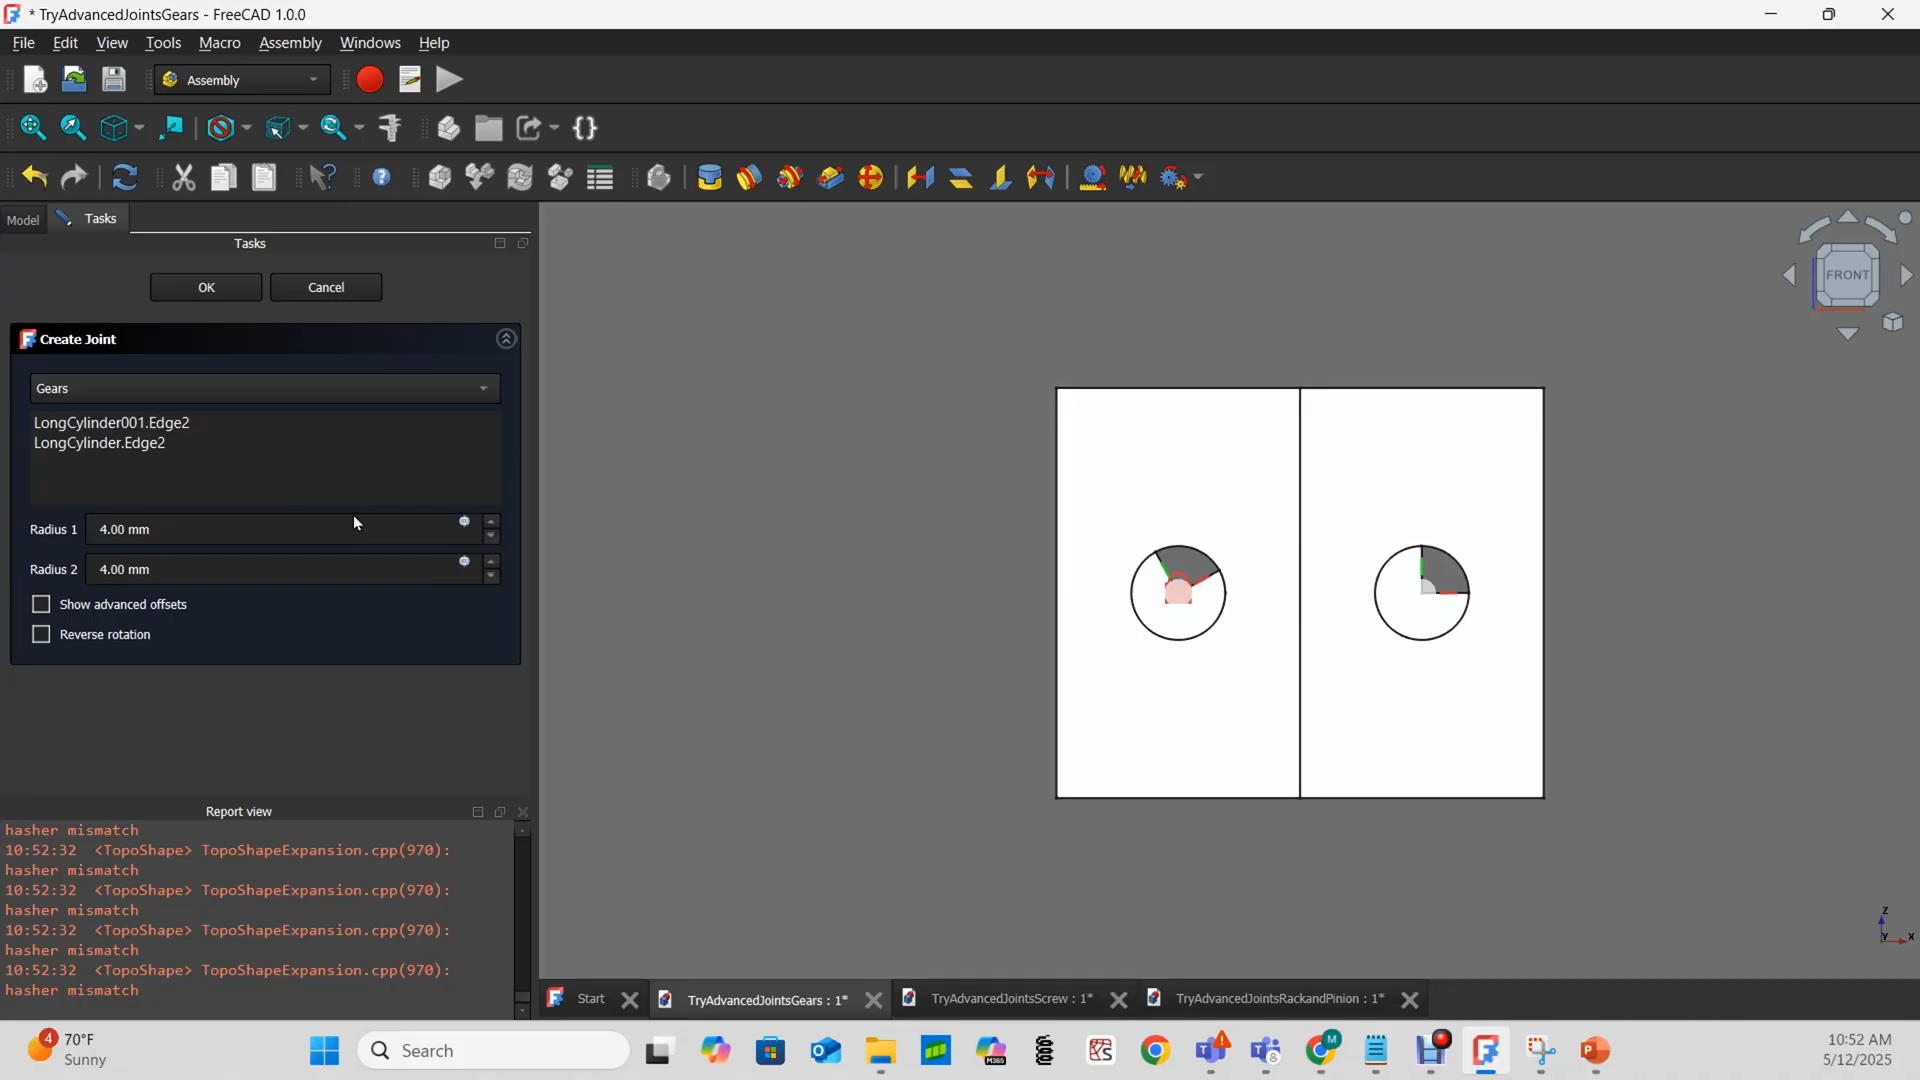 * TryAdvancedJointsGears - FreeCAD 1.0.0
File Edit View Tools Macro Assembly Windows Help
Assembly
Model Tasks
Tasks
OK Cancel
Create Joint
Gears
LongCylinder001.Edge2
LongCylinder.Edge2
Radius 1 4.00 mm
Radius 2 4.00 mm
Show advanced offsets
Reverse rotation
FRONT
Report view
hasher mismatch
10:52:32 <TopoShape> TopoShapeExpansion.cpp(970):
hasher mismatch
10:52:32 <TopoShape> TopoShapeExpansion.cpp(970):
hasher mismatch
10:52:32 <TopoShape> TopoShapeExpansion.cpp(970):
hasher mismatch
10:52:32 <TopoShape> TopoShapeExpansion.cpp(970):
hasher mismatch
Z
Y X
Start TryAdvancedJointsGears : 1* TryAdvancedJointsScrew : 1* TryAdvancedJointsRackandPinion : 1*
4 70°F
Sunny
Search
M365
M
10:52 AM
5/12/2025